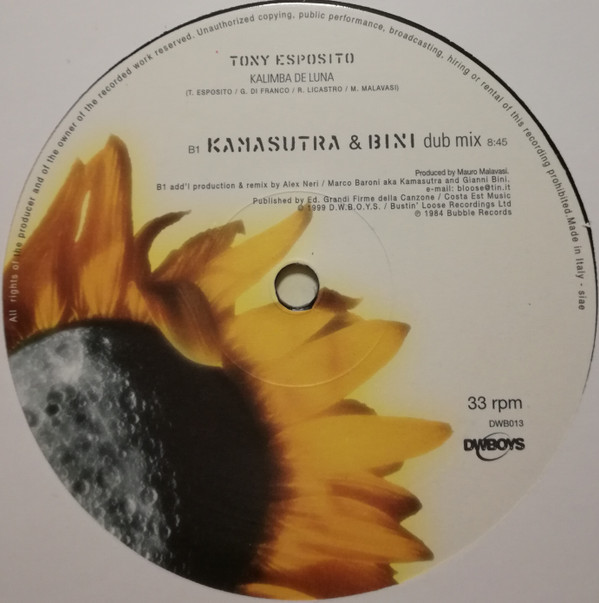 All rights of the producer and of the owner of the recorded work reserved. Unauthorized copying, public performance, broadcasting, hiring or rental of this recording prohibited. Made in Italy - siae
TONY ESPOSITO
KALIMBA DE LUNA
(T. ESPOSITO / G. DI FRANCO / R. LICASTRO / M. MALAVASI)
B1 KAMASUTRA & BINI dub mix 8:45
Produced by Mauro Malavasi.
B1 add'l production & remix by Alex Neri / Marco Baroni aka Kamasutra and Gianni Bini.
e-mail: bloose@tin.it
Published by Ed. Grandi Firme della Canzone / Costa Est Music
© 1999 D.W.B.O.Y.S. / Bustin' Loose Recordings Ltd
℗ 1984 Bubble Records
33 rpm
DWB013
DWBOYS